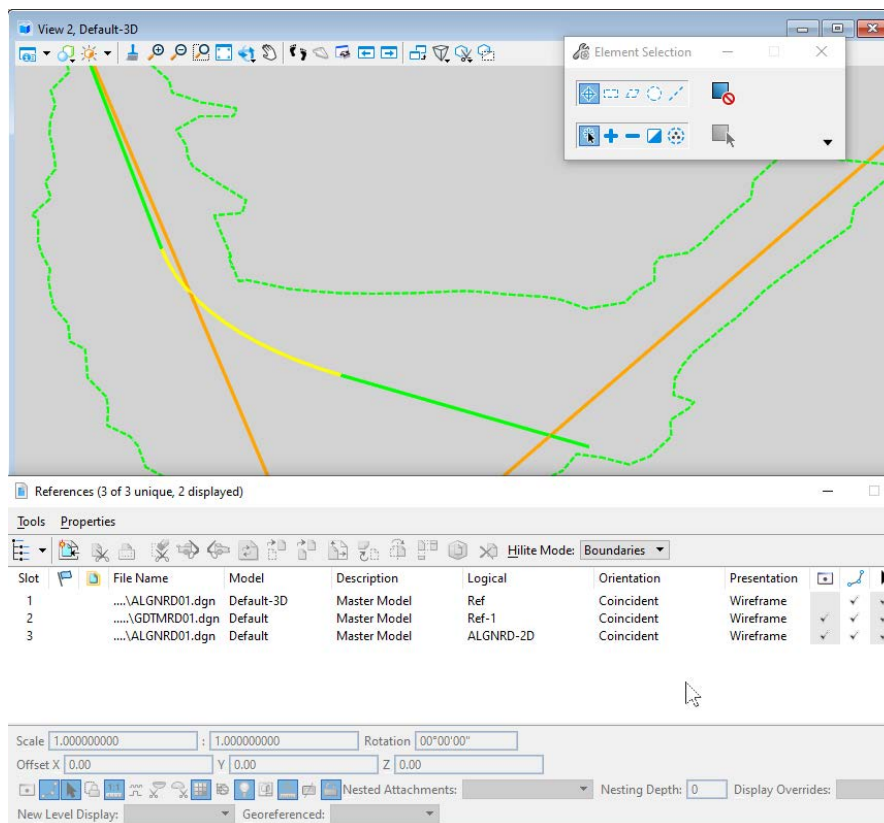 View 2, Default-3D
Element Selection
References (3 of 3 unique, 2 displayed)
Tools Properties
Hilite Mode: Boundaries
Slot File Name Model Description Logical Orientation Presentation
1 ....\ALGNRD01.dgn Default-3D Master Model Ref Coincident Wireframe
2 .....\GDTMRD01.dgn Default Master Model Ref-1 Coincident Wireframe
3 ....\ALGNRD01.dgn Default Master Model ALGNRD-2D Coincident Wireframe
Scale 1.000000000 : 1.000000000 Rotation 00°00'00"
Offset X 0.00 Y 0.00 Z 0.00
1:1 Nested Attachments: Nesting Depth: 0 Display Overrides:
New Level Display: Georeferenced: